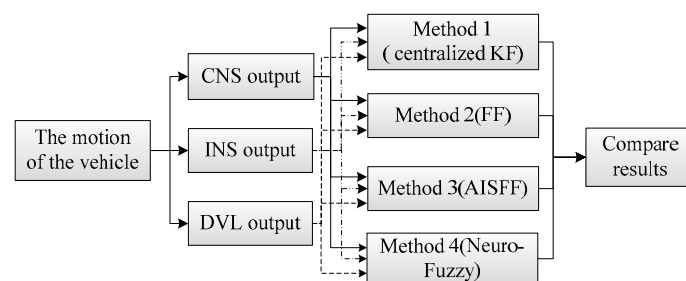 The motion
of the vehicle
CNS output
INS output
DVL output
Method 1
( centralized KF)
Method 2(FF)
Method 3(AISFF)
Method 4(Neuro-
Fuzzy)
Compare
results